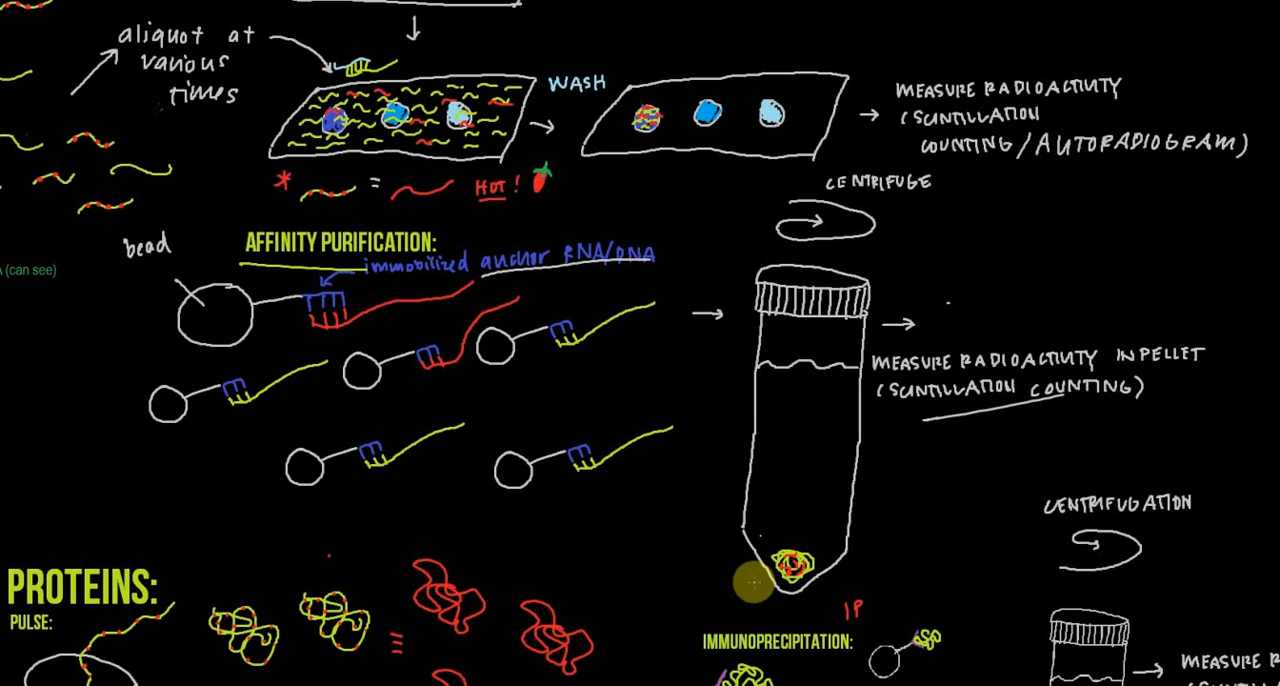 aliquot at
various
times
WASH
MEASURE RADIOACTIVITY
(SCINTILLATION
COUNTING/AUTORADIOGRAM)
* = HOT!
CENTRIFUGE
bead
AFFINITY PURIFICATION:
immobilized anchor RNA/DNA
(can see)
MEASURE RADIOACTIVITY IN PELLET
(SCINTILLATION COUNTING)
CENTRIFUGATION
PROTEINS:
PULSE:
≡
IP
IMMUNOPRECIPITATION: